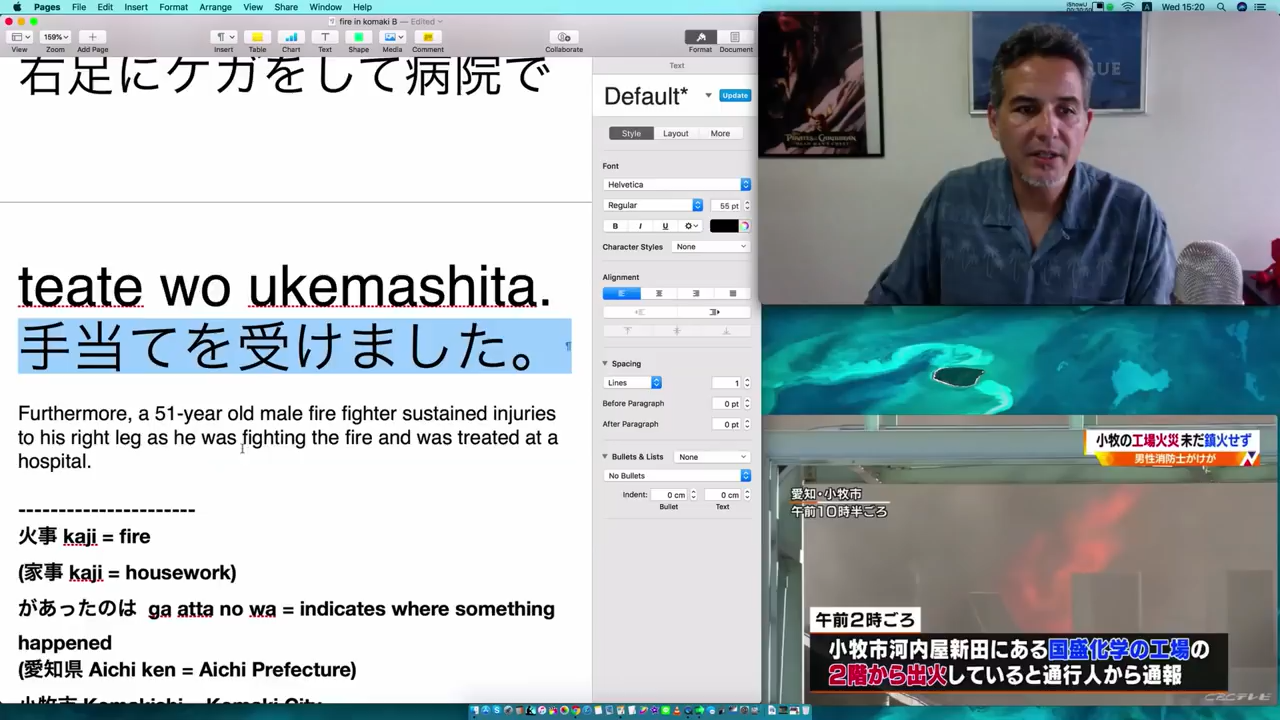 Pages File Edit Insert Format Arrange View Share Window Help
Wed 15:20
fire in komaki B — Edited
159%
View Zoom Add Page
Insert Table Chart Text Shape Media Comment
Collaborate
Format Document
右足にケガをして病院で
teate wo ukemashita.
手当てを受けました。
Furthermore, a 51-year old male fire fighter sustained injuries
to his right leg as he was fighting the fire and was treated at a
hospital.
----------------------
火事 kaji = fire
(家事 kaji = housework)
があったのは ga atta no wa = indicates where something
happened
(愛知県 Aichi ken = Aichi Prefecture)
Text
Default*
Update
Style Layout More
Font
Helvetica
Regular 55 pt
B I U
Character Styles None
Alignment
Spacing
Lines 1
Before Paragraph 0 pt
After Paragraph 0 pt
Bullets & Lists None
No Bullets
Indent: 0 cm 0 cm
Bullet Text
小牧の工場火災 未だ鎮火せず
男性消防士がけが
愛知・小牧市
午前10時半ごろ
午前2時ごろ
小牧市河内屋新田にある国盛化学の工場の
2階から出火していると通行人から通報
CBCテレビ